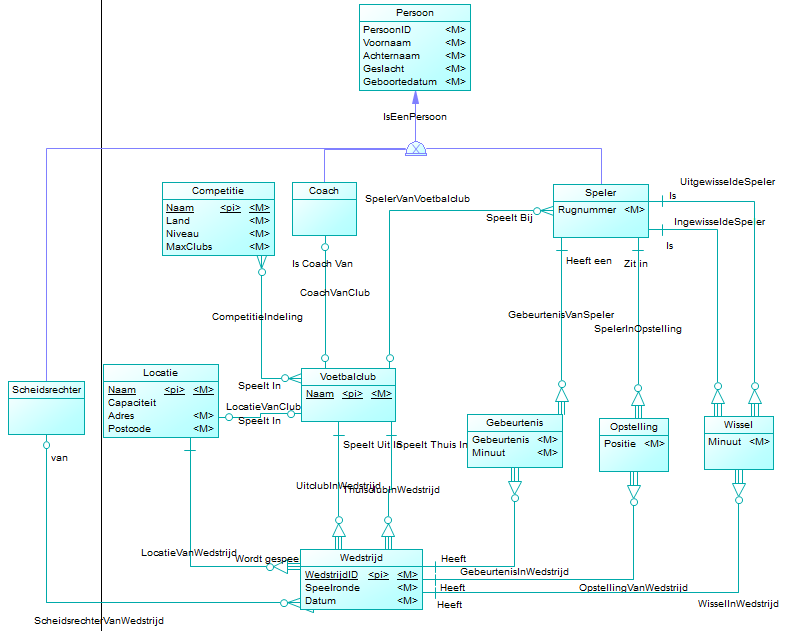 Persoon
PersoonID <M>
Voornaam <M>
Achternaam <M>
Geslacht <M>
Geboortedatum <M>
IsEenPersoon
Competitie
Naam <pi> <M>
Land <M>
Niveau <M>
MaxClubs <M>
Coach
SpelerVanVoetbalclub
Speelt Bij
Speler
Rugnummer <M>
UitgewisseldeSpeler
Is
IngewisseldeSpeler
Is
Is Coach Van
Heeft een
Zit in
CoachVanClub
CompetitieIndeling
GebeurtenisVanSpeler
SpelerInOpstelling
Scheidsrechter
Locatie
Naam <pi> <M>
Capaciteit
Adres <M>
Postcode <M>
Speelt In
LocatieVanClub
Speelt In
Voetbalclub
Naam <pi> <M>
Gebeurtenis
Gebeurtenis <M>
Minuut <M>
Opstelling
Positie <M>
Wissel
Minuut <M>
van
Speelt Uit In
Speelt Thuis In
UitclubInWedstrijd
ThuisclubInWedstrijd
LocatieVanWedstrijd
Wordt gespee
Wedstrijd
WedstrijdID <pi> <M>
Speelronde <M>
Datum <M>
Heeft
GebeurtenisInWedstrijd
Heeft
OpstellingVanWedstrijd
Heeft
WisselInWedstrijd
ScheidsrechterVanWedstrijd